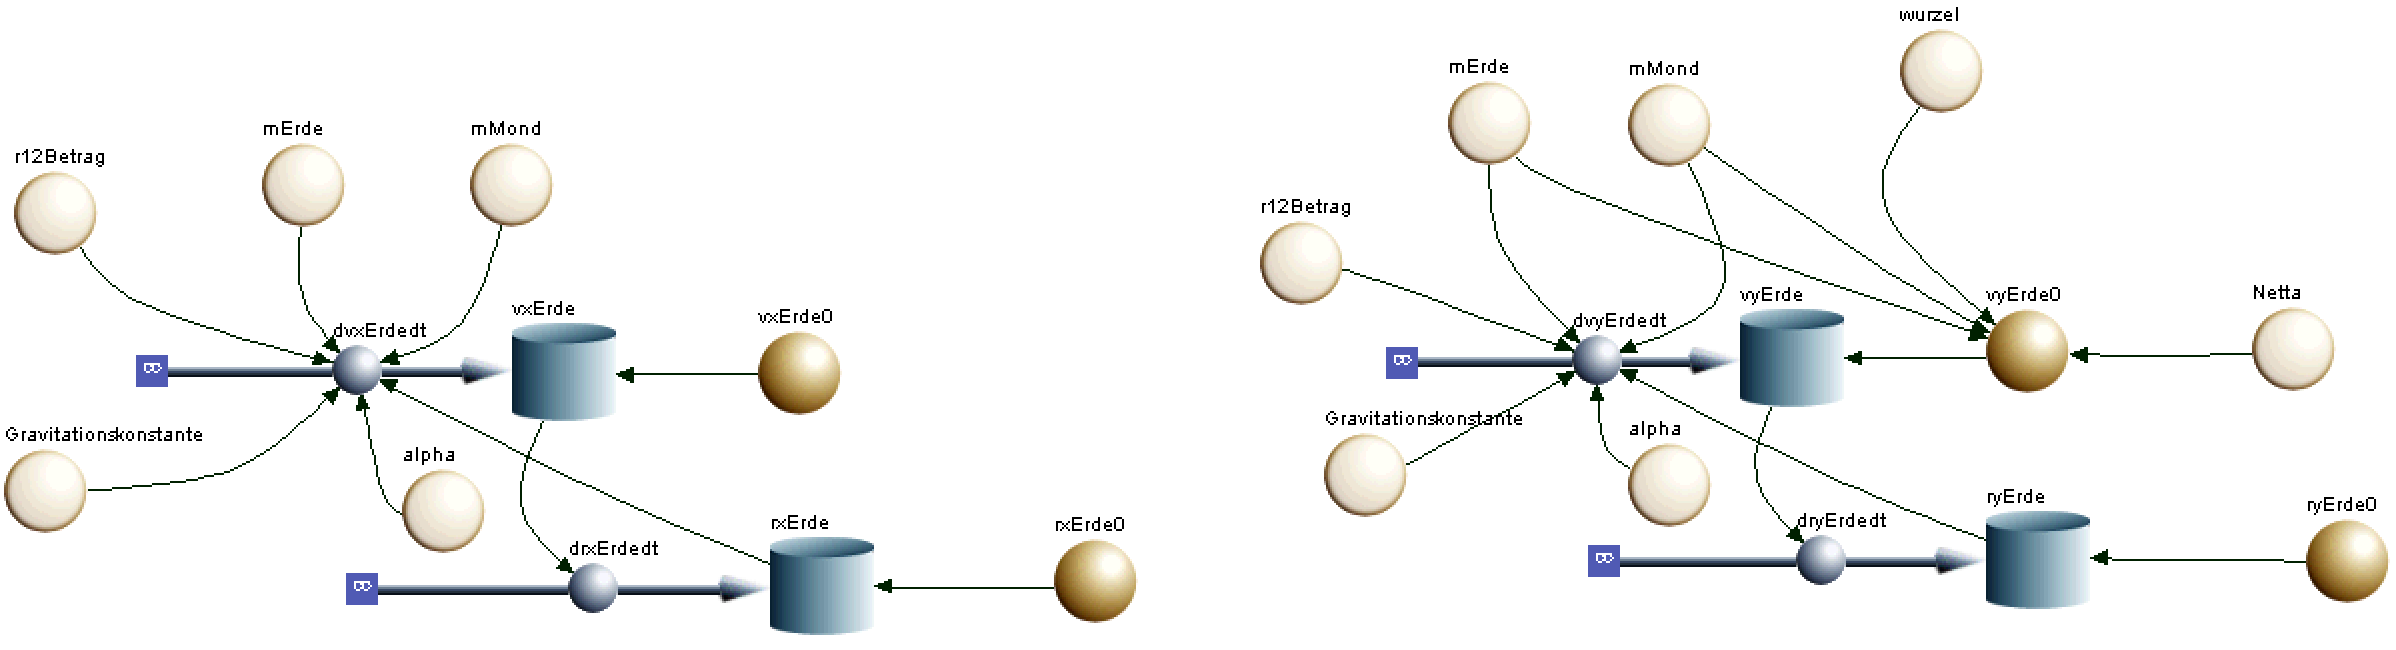 r12Betrag
mErde
mMond
dvxErdedt
vxErde
vxErde0
Gravitationskonstante
alpha
drxErdedt
rxErde
rxErde0
wurzel
mErde
mMond
r12Betrag
dvyErdedt
vyErde
vyErde0
Netta
Gravitationskonstante
alpha
dryErdedt
ryErde
ryErde0